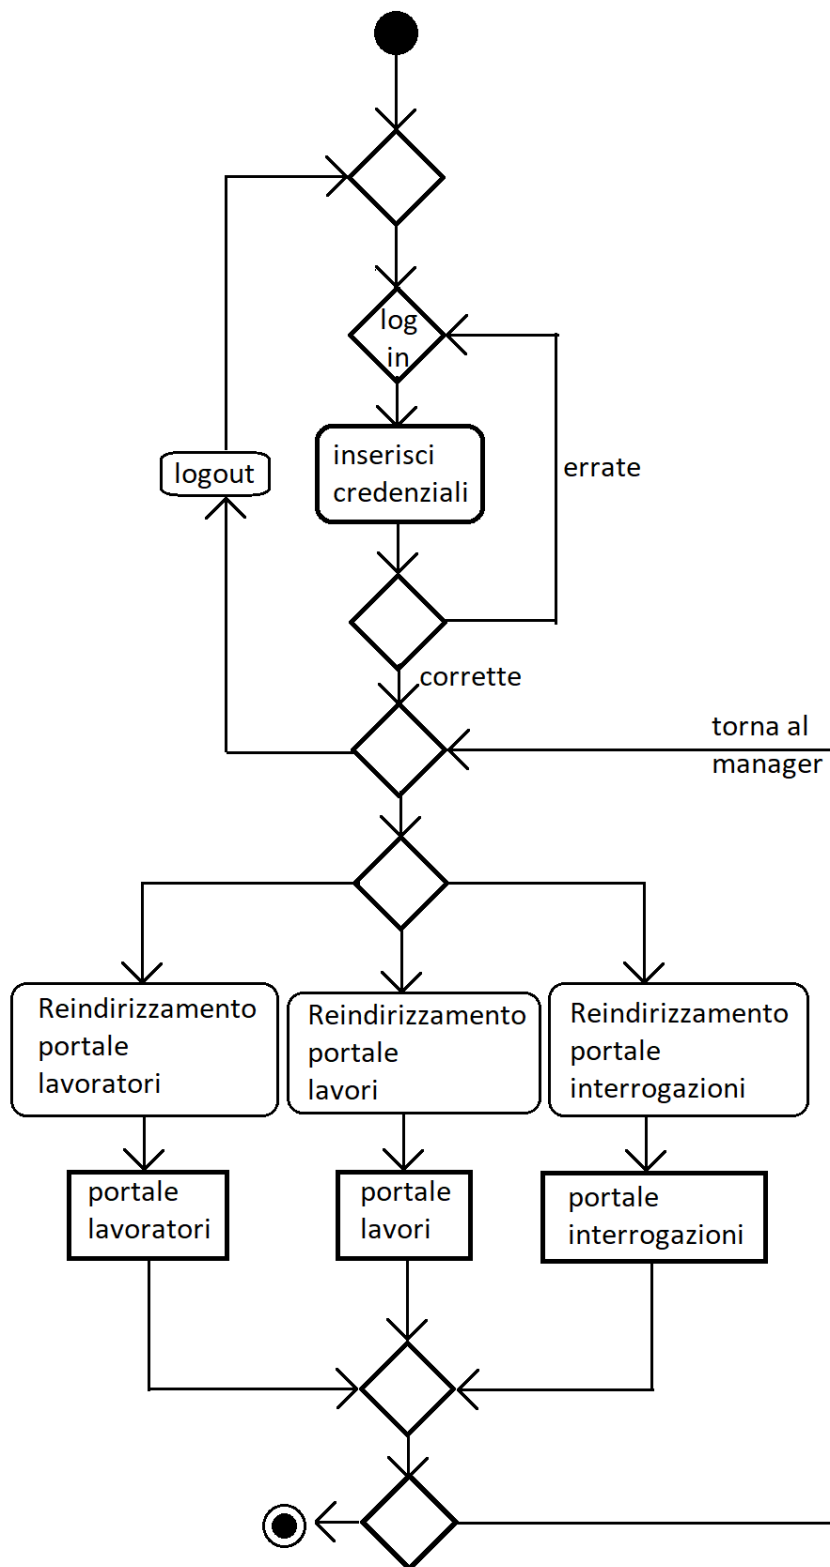 log
in
inserisci
credenziali
errate
logout
corrette
torna al
manager
Reindirizzamento
portale
lavoratori
Reindirizzamento
portale
lavori
Reindirizzamento
portale
interrogazioni
portale
lavoratori
portale
lavori
portale
interrogazioni